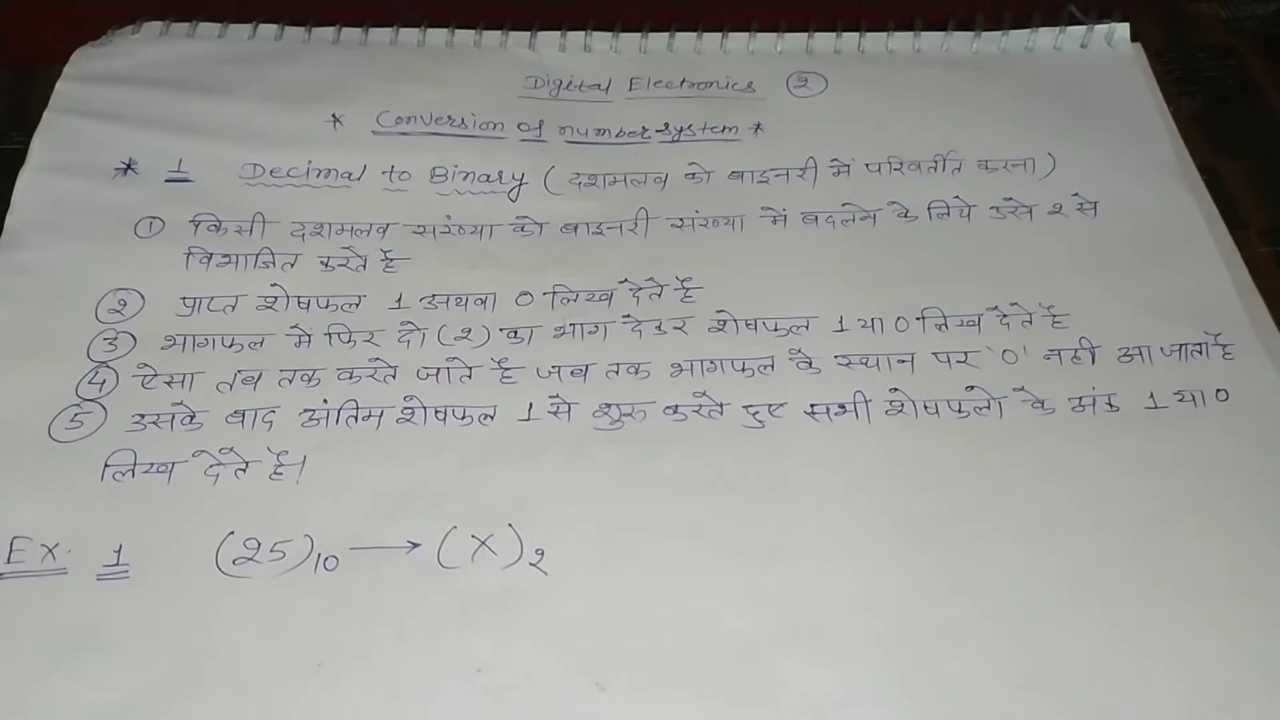 Digital Electronics २
* Conversion of number system *
* 1 Decimal to Binary (दशमलव को बाइनरी में परिवर्तीत करना)
① किसी दशमलव संख्या को बाइनरी संख्या में बदलने के लिये उसे २ से
विभाजित करते है
② प्राप्त शेषफल 1 अथवा 0 लिख देते है
③ भागफल में फिर दो (२) का भाग देकर शेषफल 1 या 0 लिख देते है
④ ऐसा तब तक करते जाते है जब तक भागफल के स्थान पर '0' नही आ जाता है
⑤ उसके बाद अंतिम शेषफल 1 से शुरु करते हुए सभी शेषफलो के अंक 1 या 0
लिख देते है।
Ex. 1 (25)₁₀ → (X)₂